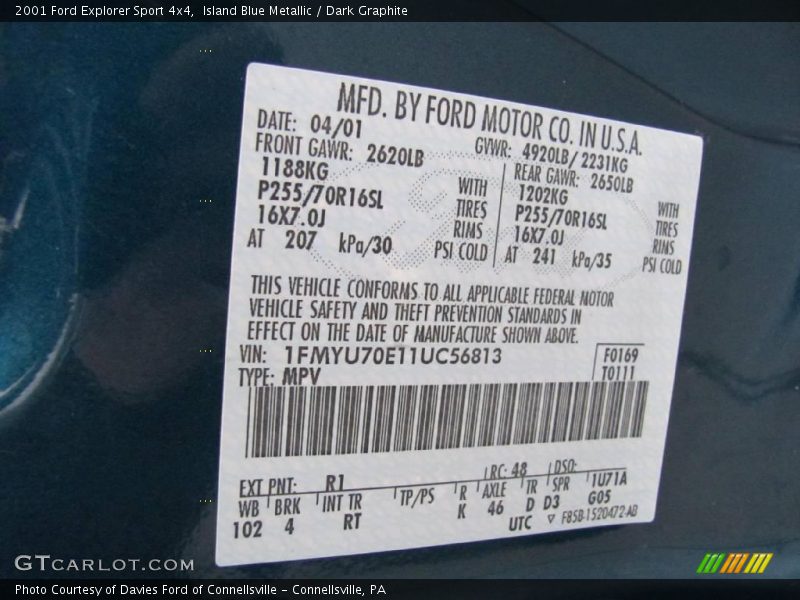 2001 Ford Explorer Sport 4x4,  Island Blue Metallic / Dark Graphite
MFD. BY FORD MOTOR CO. IN U.S.A.
DATE: 04/01
GVWR: 4920LB/ 2231KG
FRONT GAWR: 2620LB
REAR GAWR: 2650LB
1188KG WITH
1202KG WITH
P255/70R16SL TIRES
P255/70R16SL TIRES
16X7.0J RIMS
16X7.0J RIMS
AT 207 kPa/30 PSI COLD
AT 241 kPa/35 PSI COLD
THIS VEHICLE CONFORMS TO ALL APPLICABLE FEDERAL MOTOR
VEHICLE SAFETY AND THEFT PREVENTION STANDARDS IN
EFFECT ON THE DATE OF MANUFACTURE SHOWN ABOVE.
VIN: 1FMYU70E11UC56813
F0169
TYPE: MPV
T0111
EXT PNT: R1 RC: 48 DSO:
WB BRK INT TR TP/PS R AXLE TR SPR 1U71A
102 4 RT K 46 D D3 G05
UTC ▽ F85B-1520472-AB
GTCARLOT.COM
Photo Courtesy of Davies Ford of Connellsville - Connellsville, PA